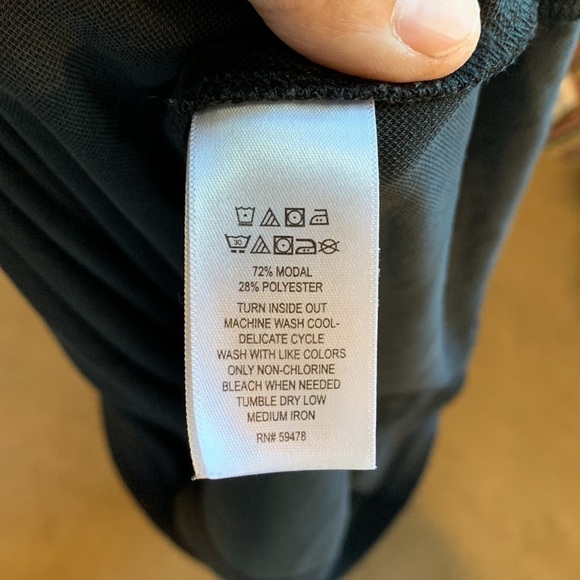 30
72% MODAL
28% POLYESTER
TURN INSIDE OUT
MACHINE WASH COOL-
DELICATE CYCLE
WASH WITH LIKE COLORS
ONLY NON-CHLORINE
BLEACH WHEN NEEDED
TUMBLE DRY LOW
MEDIUM IRON
RN# 59478